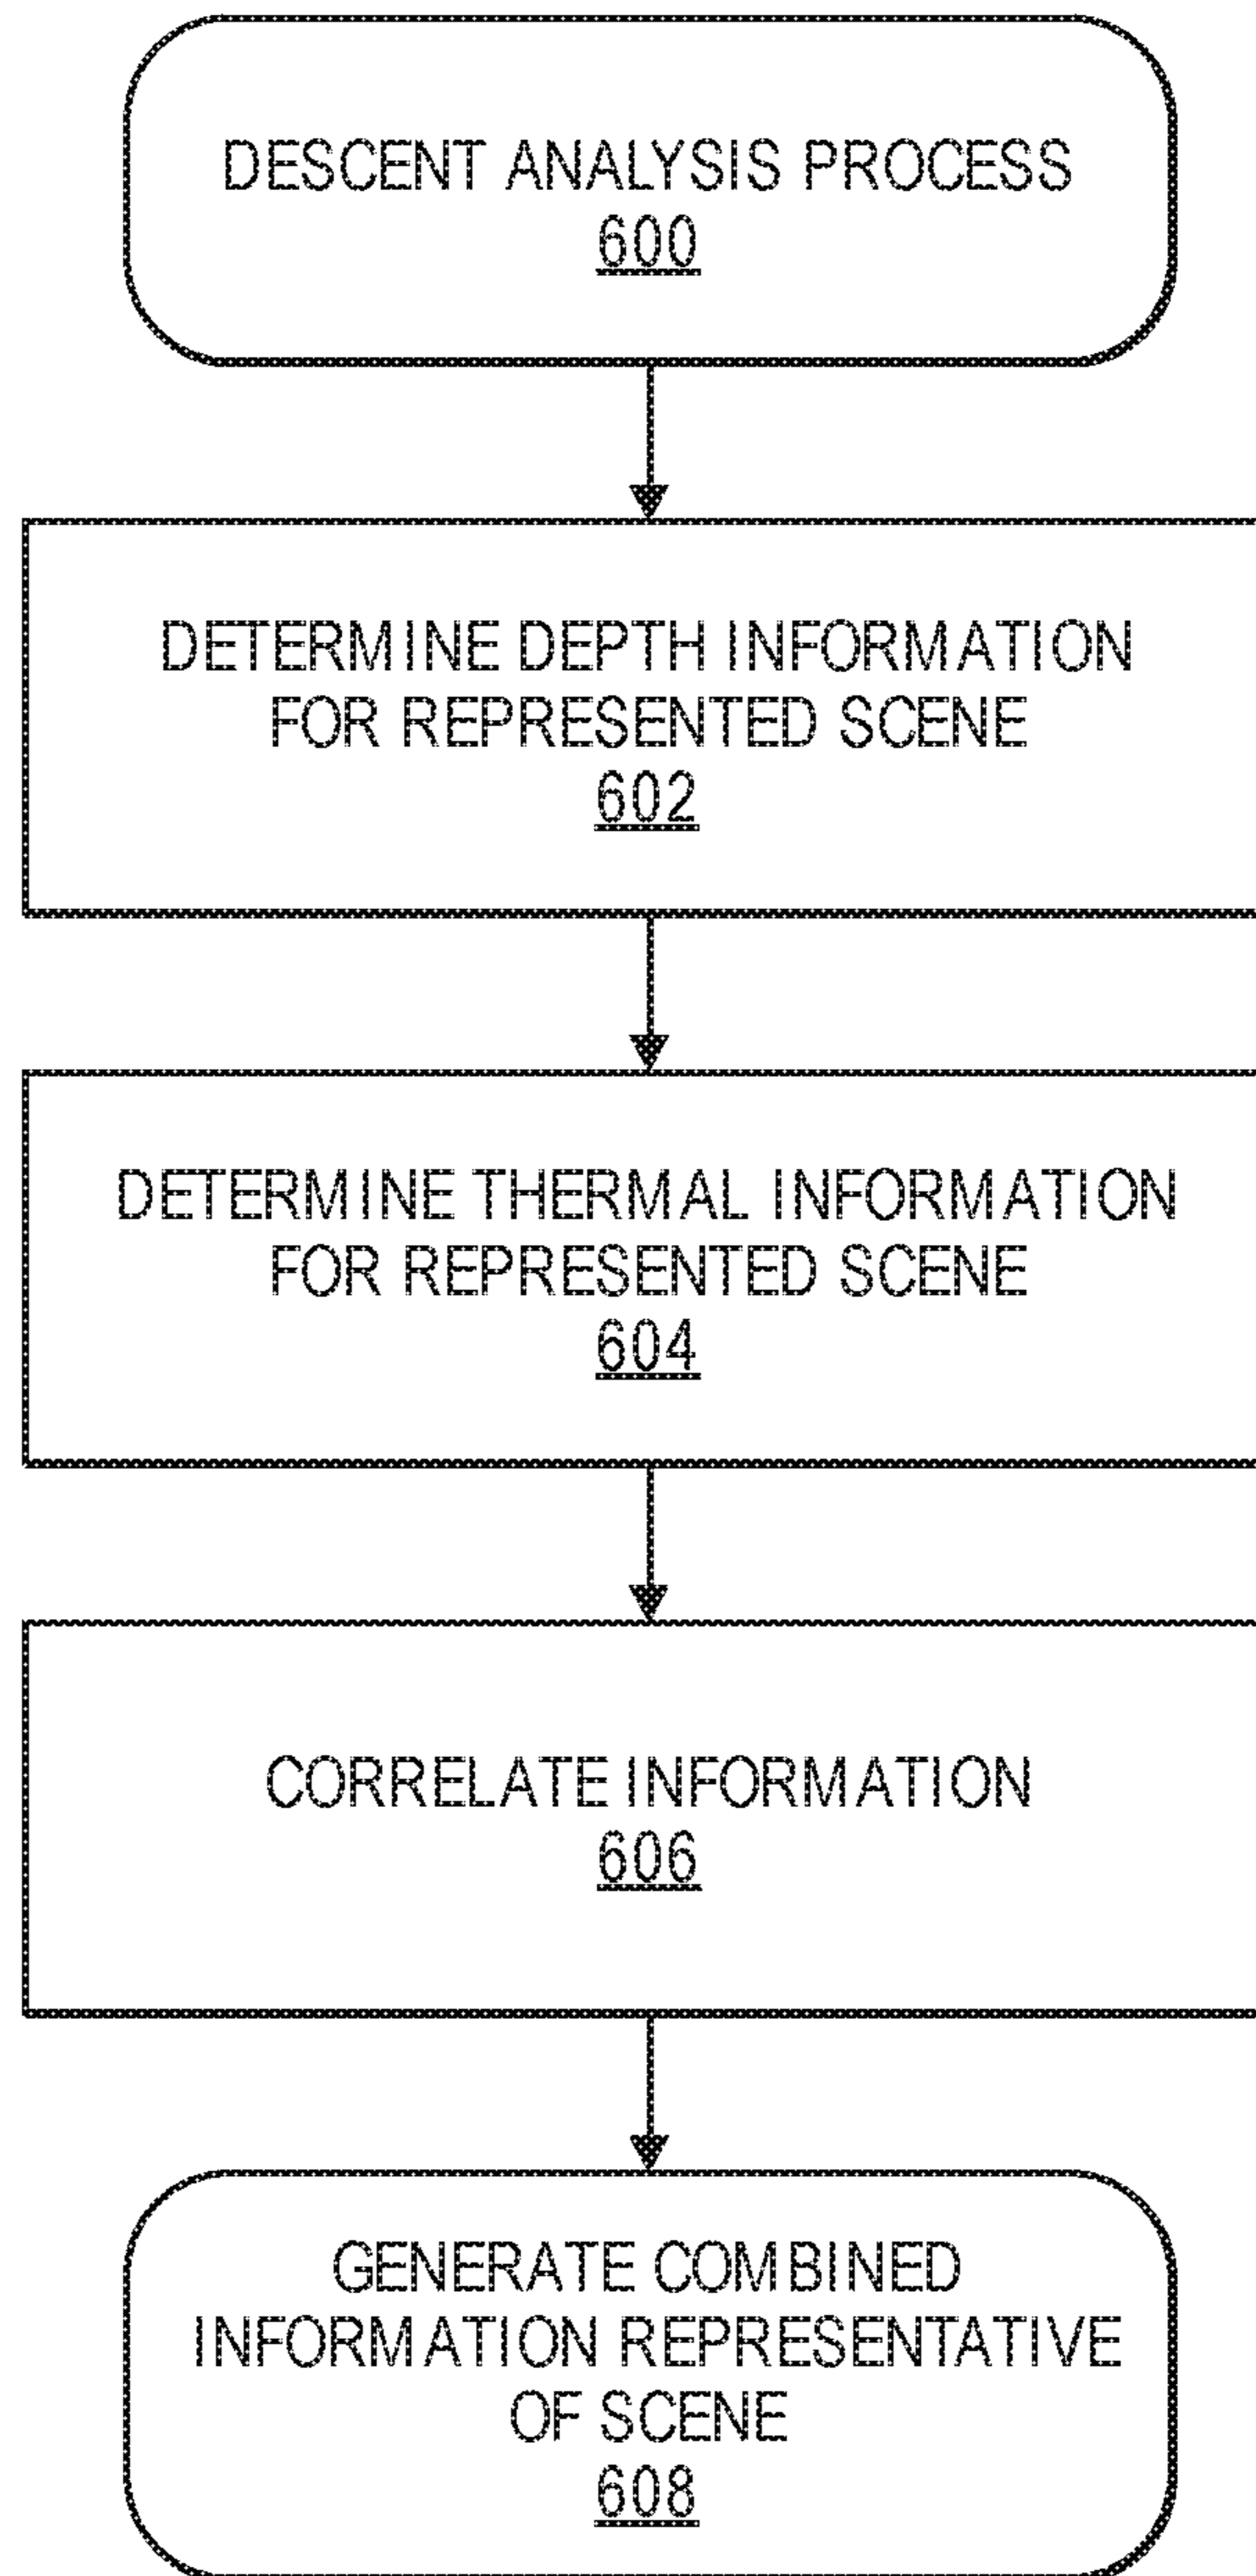 DESCENT ANALYSIS PROCESS
600
DETERMINE DEPTH INFORMATION
FOR REPRESENTED SCENE
602
DETERMINE THERMAL INFORMATION
FOR REPRESENTED SCENE
604
CORRELATE INFORMATION
606
GENERATE COMBINED
INFORMATION REPRESENTATIVE
OF SCENE
608